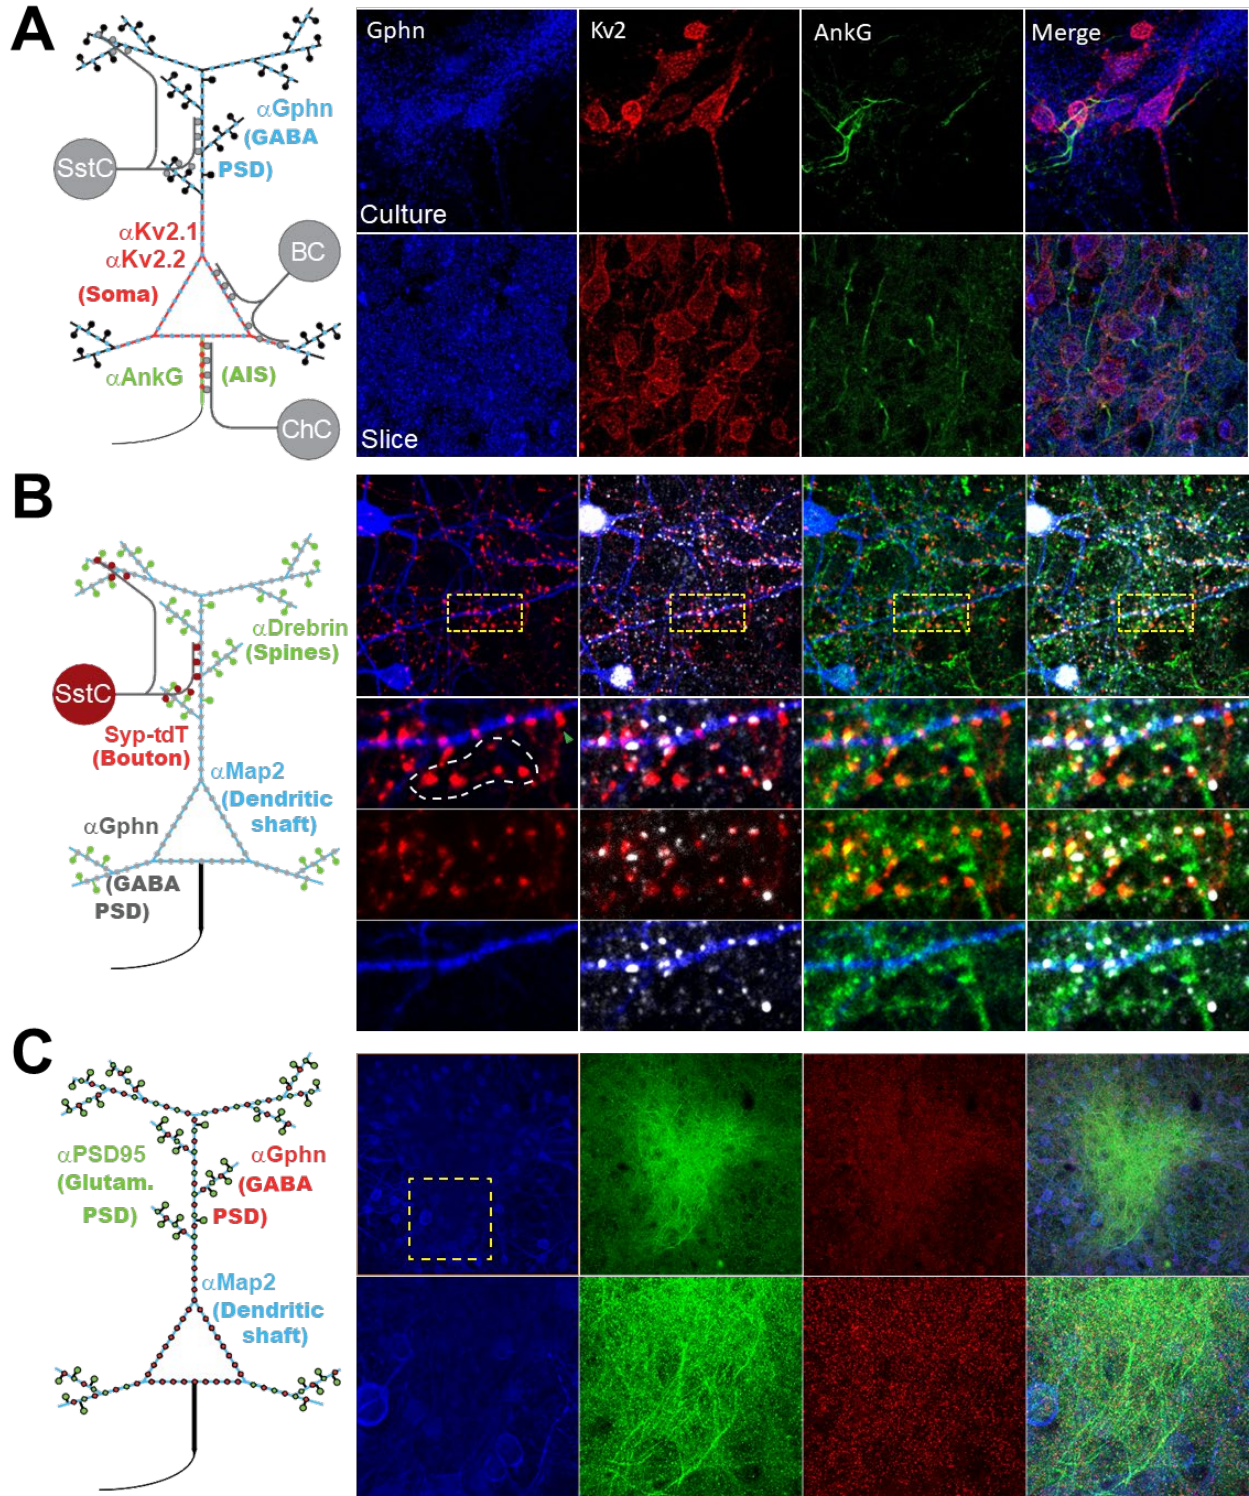 A
Gphn
Kv2
AnkG
Merge
αGphn
(GABA
PSD)
SstC
Culture
αKv2.1
αKv2.2
(Soma)
BC
αAnkG
(AIS)
ChC
Slice
B
αDrebrin
(Spines)
SstC
Syp-tdT
(Bouton)
αMap2
(Dendritic
shaft)
αGphn
(GABA
PSD)
C
αPSD95
(Glutam.
PSD)
αGphn
(GABA
PSD)
αMap2
(Dendritic
shaft)